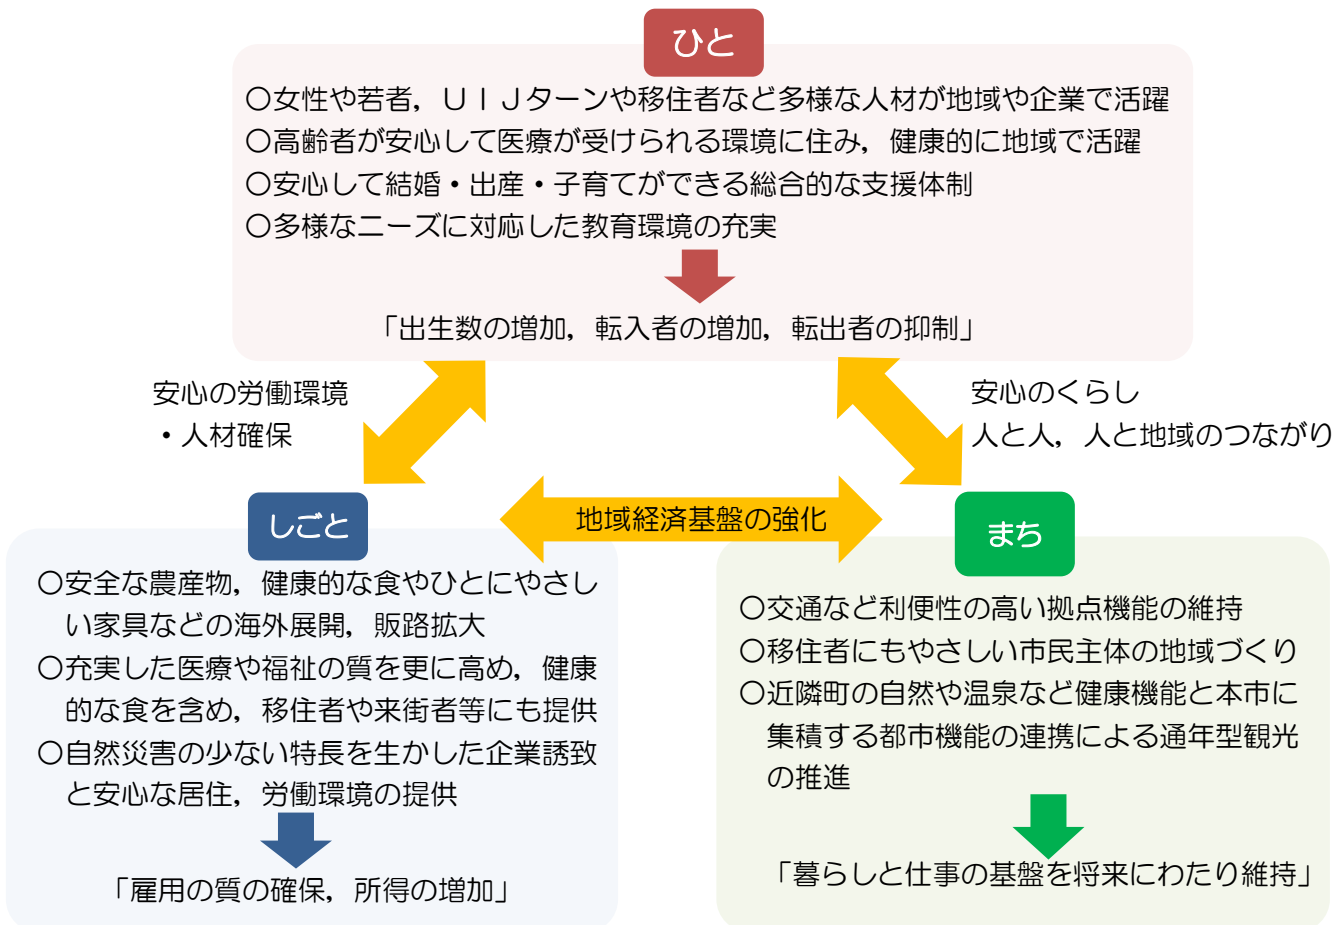 ひと
〇女性や若者，ＵＩＪターンや移住者など多様な人材が地域や企業で活躍
〇高齢者が安心して医療が受けられる環境に住み，健康的に地域で活躍
〇安心して結婚・出産・子育てができる総合的な支援体制
〇多様なニーズに対応した教育環境の充実
「出生数の増加，転入者の増加，転出者の抑制」
安心の労働環境
・人材確保
安心のくらし
人と人，人と地域のつながり
地域経済基盤の強化
しごと
〇安全な農産物，健康的な食やひとにやさし
い家具などの海外展開，販路拡大
〇充実した医療や福祉の質を更に高め，健康
的な食を含め，移住者や来街者等にも提供
〇自然災害の少ない特長を生かした企業誘致
と安心な居住，労働環境の提供
「雇用の質の確保，所得の増加」
まち
〇交通など利便性の高い拠点機能の維持
〇移住者にもやさしい市民主体の地域づくり
〇近隣町の自然や温泉など健康機能と本市に
集積する都市機能の連携による通年型観光
の推進
「暮らしと仕事の基盤を将来にわたり維持」